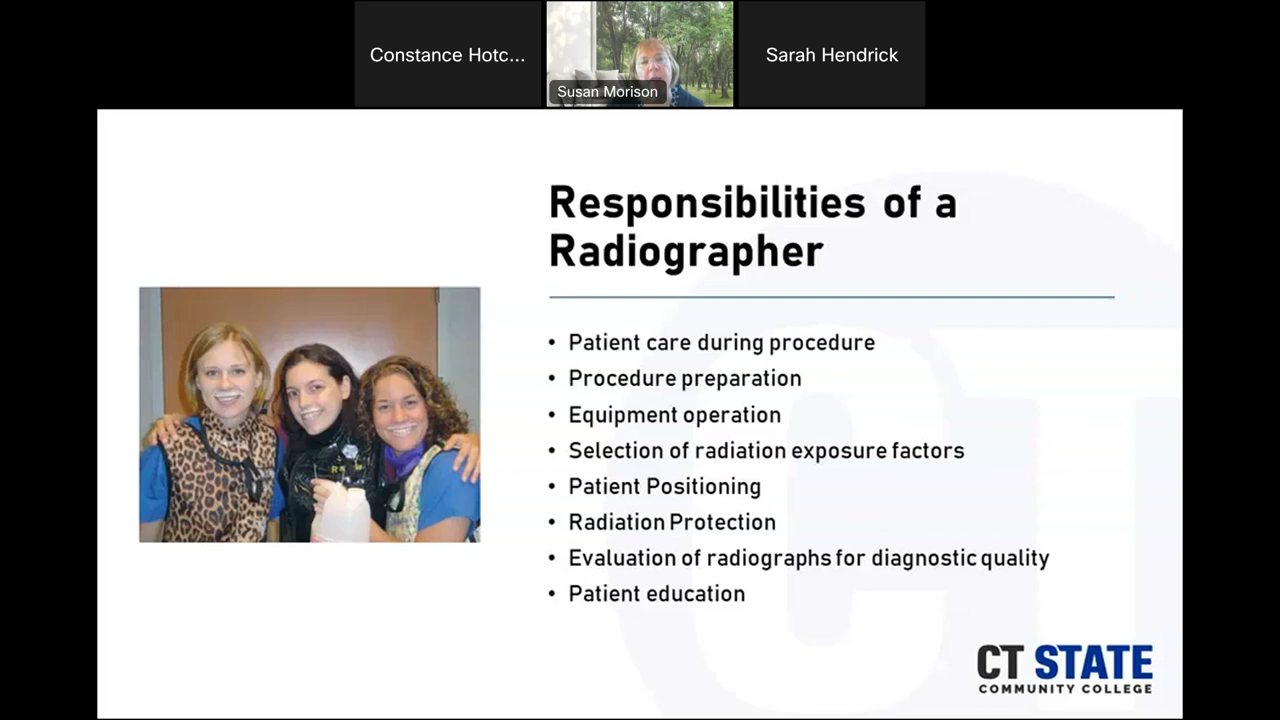 Constance Hotc...
Susan Morison
Sarah Hendrick
Responsibilities of a
Radiographer
• Patient care during procedure
• Procedure preparation
• Equipment operation
• Selection of radiation exposure factors
• Patient Positioning
• Radiation Protection
• Evaluation of radiographs for diagnostic quality
• Patient education
CT STATE
COMMUNITY COLLEGE